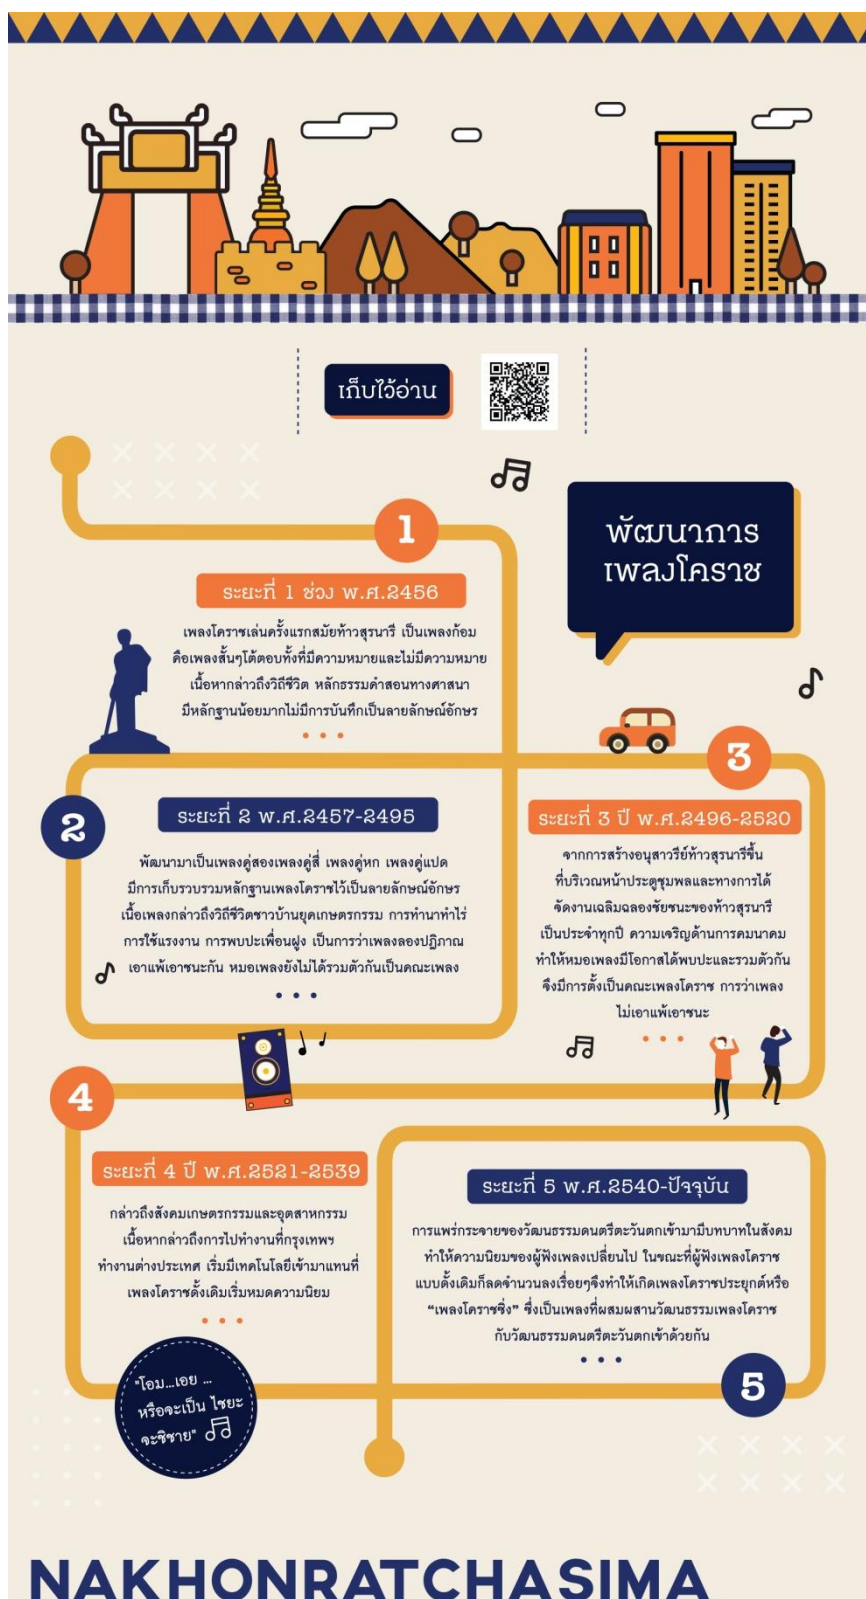 เก็บไว้อ่าน
พัฒนาการ
เพลงโคราช
1
ระยะที่ 1 ช่วง พ.ศ.2456
เพลงโคราชเล่นครั้งแรกสมัยท้าวสุรนารี เป็นเพลงก้อม
คือเพลงสั้นๆโต้ตอบทั้งที่มีความหมายและไม่มีความหมาย
เนื้อหากล่าวถึงวิถีชีวิต หลักธรรมคำสอนทางศาสนา
มีหลักฐานน้อยมากไม่มีการบันทึกเป็นลายลักษณ์อักษร
2
ระยะที่ 2 พ.ศ.2457-2495
พัฒนามาเป็นเพลงคู่สองเพลงคู่สี่ เพลงคู่หก เพลงคู่แปด
มีการเก็บรวบรวมหลักฐานเพลงโคราชไว้เป็นลายลักษณ์อักษร
เนื้อเพลงกล่าวถึงวิถีชีวิตชาวบ้านยุคเกษตรกรรม การทำนาทำไร่
การใช้แรงงาน การพบปะเพื่อนฝูง เป็นการว่าเพลงลองปฏิภาณ
เอาแพ้เอาชนะกัน หมอเพลงยังไม่ได้รวมตัวกันเป็นคณะเพลง
3
ระยะที่ 3 ปี พ.ศ.2496-2520
จากการสร้างอนุสาวรีย์ท้าวสุรนารีขึ้น
ที่บริเวณหน้าประตูชุมพลและทางการได้
จัดงานเฉลิมฉลองชัยชนะของท้าวสุรนารี
เป็นประจำทุกปี ความเจริญด้านการคมนาคม
ทำให้หมอเพลงมีโอกาสได้พบปะและรวมตัวกัน
จึงมีการตั้งเป็นคณะเพลงโคราช การว่าเพลง
ไม่เอาแพ้เอาชนะ
4
ระยะที่ 4 ปี พ.ศ.2521-2539
กล่าวถึงสังคมเกษตรกรรมและอุตสาหกรรม
เนื้อหากล่าวถึงการไปทำงานที่กรุงเทพฯ
ทำงานต่างประเทศ เริ่มมีเทคโนโลยีเข้ามาแทนที่
เพลงโคราชดั้งเดิมเริ่มหมดความนิยม
"โอม...เอย ...
หรือจะเป็น ไชยะ
จะชิชาย"
ระยะที่ 5 พ.ศ.2540-ปัจจุบัน
การแพร่กระจายของวัฒนธรรมดนตรีตะวันตกเข้ามามีบทบาทในสังคม
ทำให้ความนิยมของผู้ฟังเพลงเปลี่ยนไป ในขณะที่ผู้ฟังเพลงโคราช
แบบดั้งเดิมก็ลดจำนวนลงเรื่อยๆจึงทำให้เกิดเพลงโคราชประยุกต์หรือ
“เพลงโคราชซิ่ง” ซึ่งเป็นเพลงที่ผสมผสานวัฒนธรรมเพลงโคราช
กับวัฒนธรรมดนตรีตะวันตกเข้าด้วยกัน
5
NAKHONRATCHASIMA